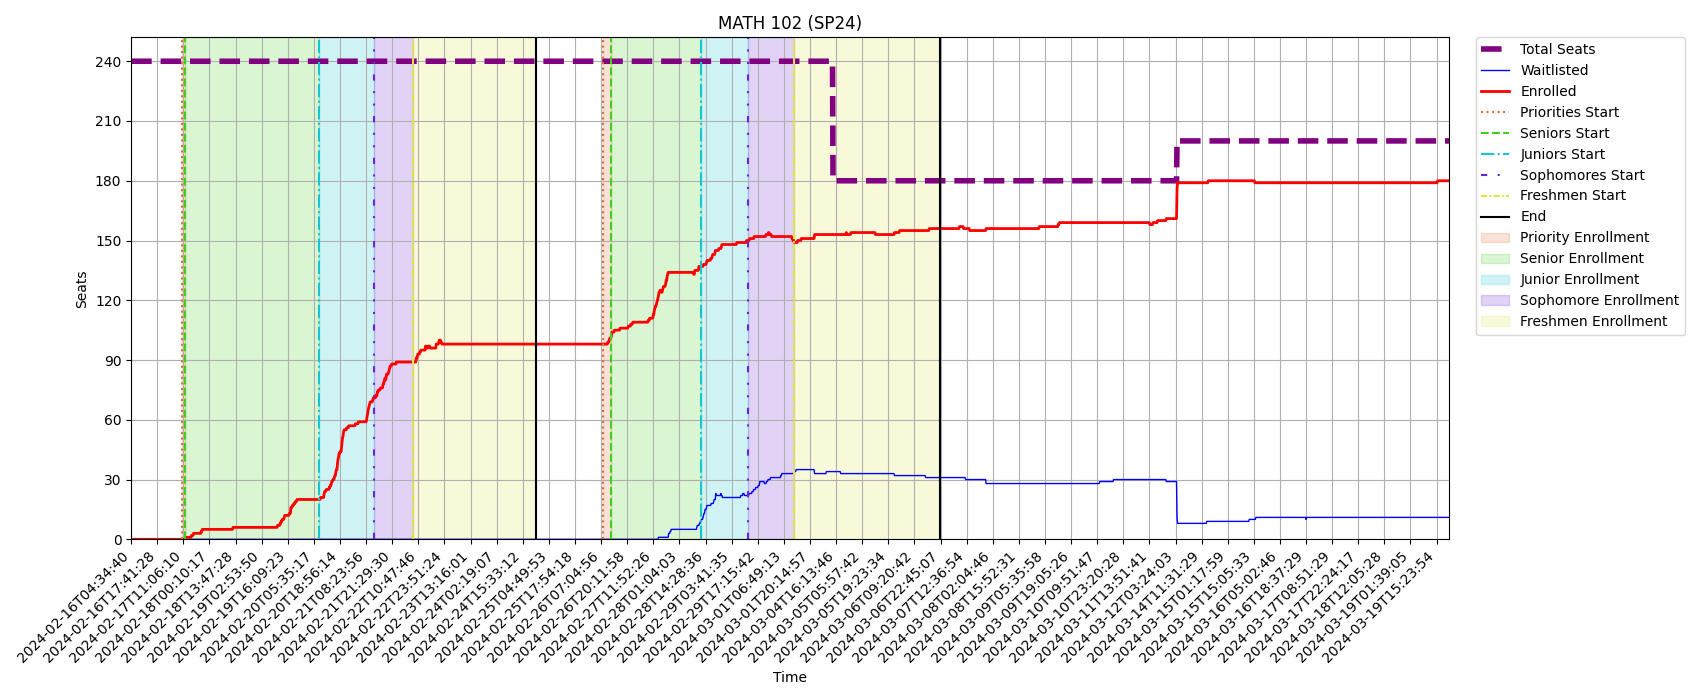 MATH 102 (SP24)
Seats
240
210
180
150
120
90
60
30
0
2024-02-16T04:34:40
2024-02-16T17:41:28
2024-02-17T11:06:10
2024-02-18T00:10:17
2024-02-18T13:47:28
2024-02-19T02:53:50
2024-02-19T16:09:23
2024-02-20T05:35:17
2024-02-20T18:56:14
2024-02-21T08:23:56
2024-02-21T21:29:30
2024-02-22T10:47:46
2024-02-22T23:51:24
2024-02-23T13:16:01
2024-02-24T02:19:07
2024-02-24T15:33:12
2024-02-25T04:49:53
2024-02-25T17:54:18
2024-02-26T07:04:56
2024-02-26T20:11:58
2024-02-27T11:52:26
2024-02-28T01:04:03
2024-02-28T14:28:36
2024-02-29T03:41:35
2024-02-29T17:15:42
2024-03-01T06:49:13
2024-03-01T20:14:57
2024-03-04T16:13:46
2024-03-05T05:57:42
2024-03-05T19:23:34
2024-03-06T09:20:42
2024-03-06T22:45:07
2024-03-07T12:36:54
2024-03-08T02:04:46
2024-03-08T15:52:31
2024-03-09T05:35:58
2024-03-09T19:05:26
2024-03-10T09:51:47
2024-03-10T23:20:28
2024-03-11T13:51:41
2024-03-12T03:24:03
2024-03-14T11:31:29
2024-03-15T01:17:59
2024-03-15T15:05:33
2024-03-16T05:02:46
2024-03-16T18:37:29
2024-03-17T08:51:29
2024-03-17T22:24:17
2024-03-18T12:05:28
2024-03-19T01:39:05
2024-03-19T15:23:54
Time
Total Seats
Waitlisted
Enrolled
Priorities Start
Seniors Start
Juniors Start
Sophomores Start
Freshmen Start
End
Priority Enrollment
Senior Enrollment
Junior Enrollment
Sophomore Enrollment
Freshmen Enrollment